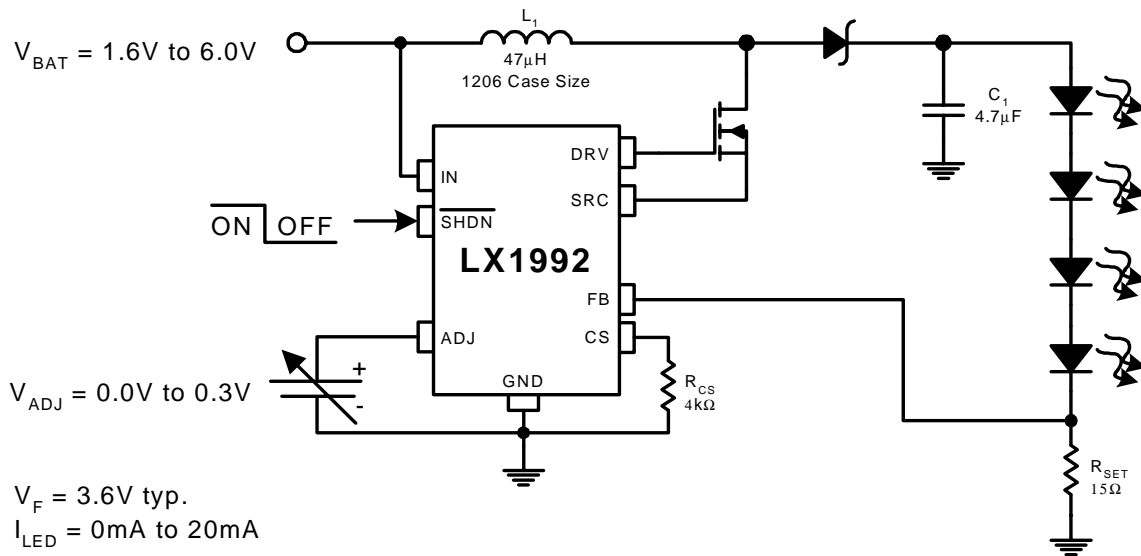 L₁
V_BAT = 1.6V to 6.0V
47μH
1206 Case Size
C₁
4.7μF
DRV
IN
SRC
ON OFF
SHDN
LX1992
FB
ADJ
CS
GND
+
-
V_ADJ = 0.0V to 0.3V
R_CS
4kΩ
R_SET
15Ω
V_F = 3.6V typ.
I_LED = 0mA to 20mA